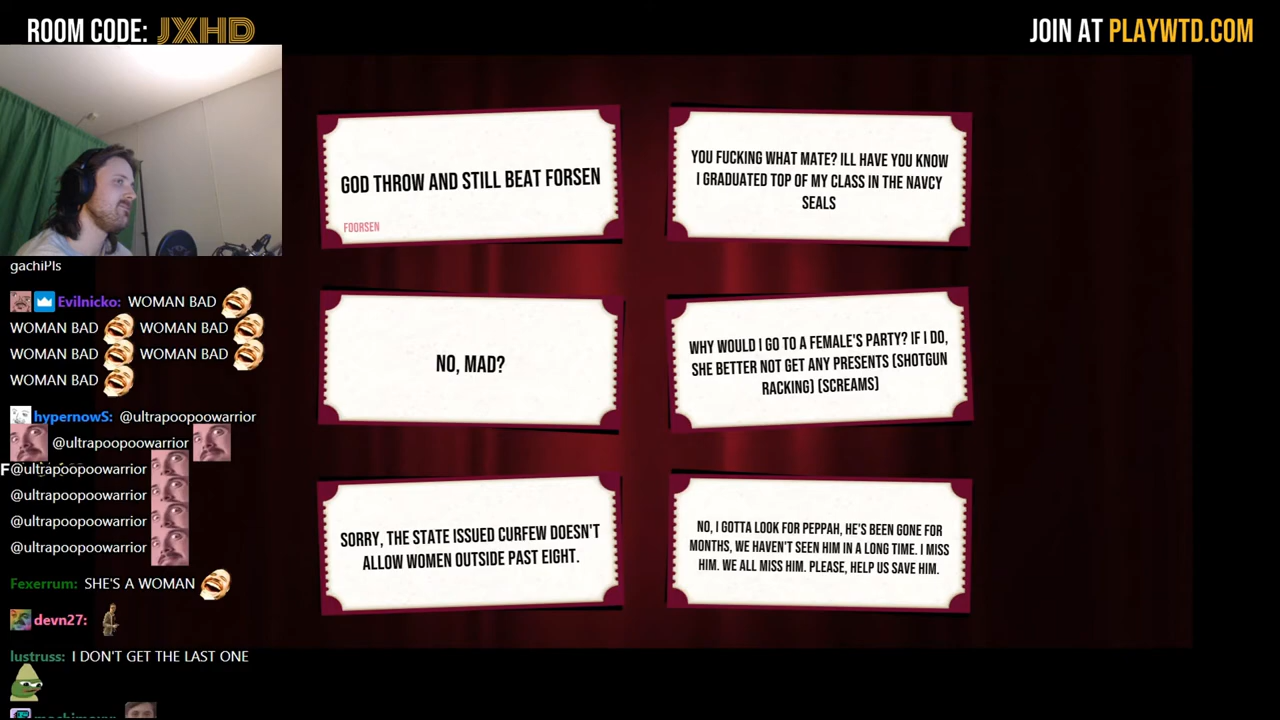 ROOM CODE: JXHD
JOIN AT PLAYWTD.COM
GOD THROW AND STILL BEAT FORSEN
FOORSEN
YOU FUCKING WHAT MATE? ILL HAVE YOU KNOW
I GRADUATED TOP OF MY CLASS IN THE NAVCY
SEALS
NO, MAD?
WHY WOULD I GO TO A FEMALE'S PARTY? IF I DO,
SHE BETTER NOT GET ANY PRESENTS (SHOTGUN
RACKING) (SCREAMS)
SORRY, THE STATE ISSUED CURFEW DOESN'T
ALLOW WOMEN OUTSIDE PAST EIGHT.
NO, I GOTTA LOOK FOR PEPPAH, HE'S BEEN GONE FOR
MONTHS, WE HAVEN'T SEEN HIM IN A LONG TIME. I MISS
HIM. WE ALL MISS HIM. PLEASE, HELP US SAVE HIM.
gachiPls
Evilnicko: WOMAN BAD
WOMAN BAD WOMAN BAD
WOMAN BAD WOMAN BAD
WOMAN BAD
hypernowS: @ultrapoopoowarrior
@ultrapoopoowarrior
F@ultrapoopoowarrior
@ultrapoopoowarrior
@ultrapoopoowarrior
@ultrapoopoowarrior
Fexerrum: SHE'S A WOMAN
devn27:
lustruss: I DON'T GET THE LAST ONE